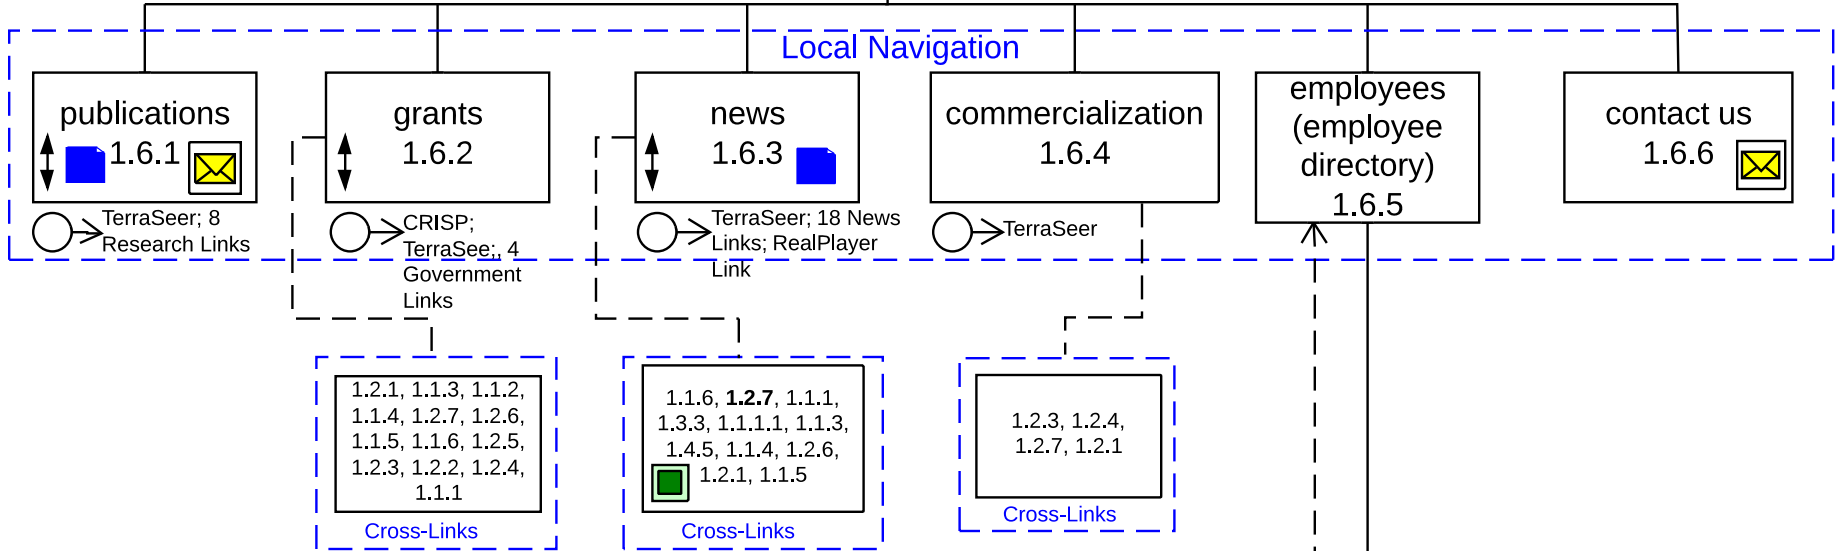 Local Navigation
publications
1.6.1
grants
1.6.2
news
1.6.3
commercialization
1.6.4
employees
(employee
directory)
1.6.5
contact us
1.6.6
TerraSeer; 8
Research Links
CRISP;
TerraSee;, 4
Government
Links
TerraSeer; 18 News
Links; RealPlayer
Link
TerraSeer
1.2.1, 1.1.3, 1.1.2,
1.1.4, 1.2.7, 1.2.6,
1.1.5, 1.1.6, 1.2.5,
1.2.3, 1.2.2, 1.2.4,
1.1.1
Cross-Links
1.1.6, 1.2.7, 1.1.1,
1.3.3, 1.1.1.1, 1.1.3,
1.4.5, 1.1.4, 1.2.6,
1.2.1, 1.1.5
Cross-Links
1.2.3, 1.2.4,
1.2.7, 1.2.1
Cross-Links